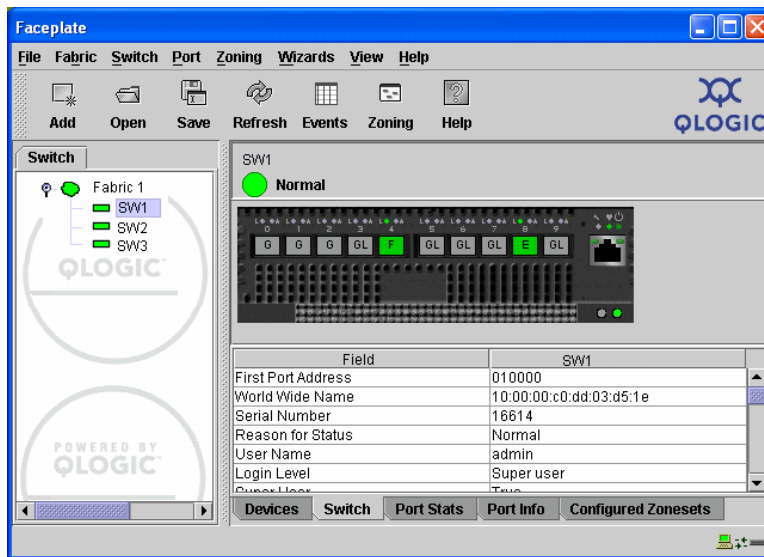 Faceplate
File Fabric Switch Port Zoning Wizards View Help
Add Open Save Refresh Events Zoning Help
QLOGIC
Switch
Fabric 1
SW1
SW2
SW3
QLOGIC
POWERED BY
QLOGIC
SW1
Normal
0 1 2 3 4 5 6 7 8 9
G G G GL F GL GL GL E GL
Field SW1
First Port Address 010000
World Wide Name 10:00:00:c0:dd:03:d5:1e
Serial Number 16614
Reason for Status Normal
User Name admin
Login Level Super user
Super User True
Devices Switch Port Stats Port Info Configured Zonesets